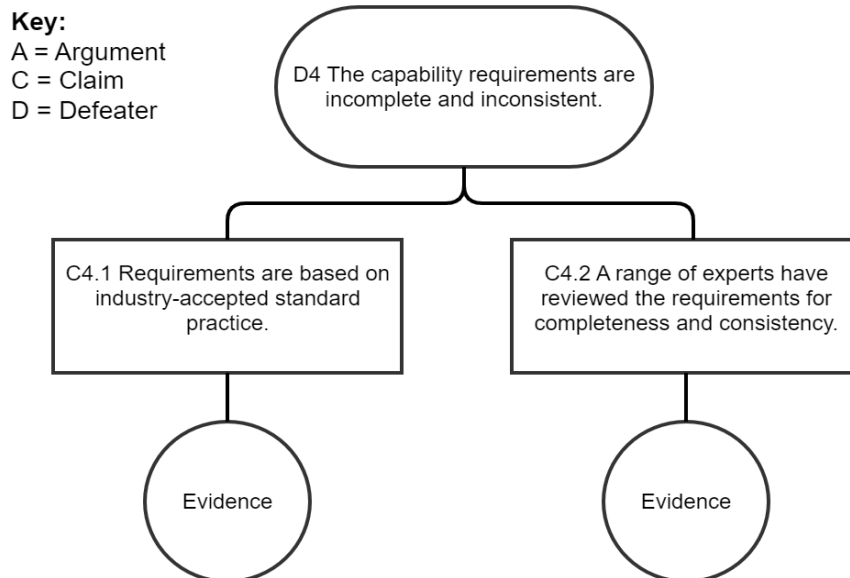 Key:
A = Argument
C = Claim
D = Defeater
D4 The capability requirements are
incomplete and inconsistent.
C4.1 Requirements are based on
industry-accepted standard
practice.
C4.2 A range of experts have
reviewed the requirements for
completeness and consistency.
Evidence
Evidence